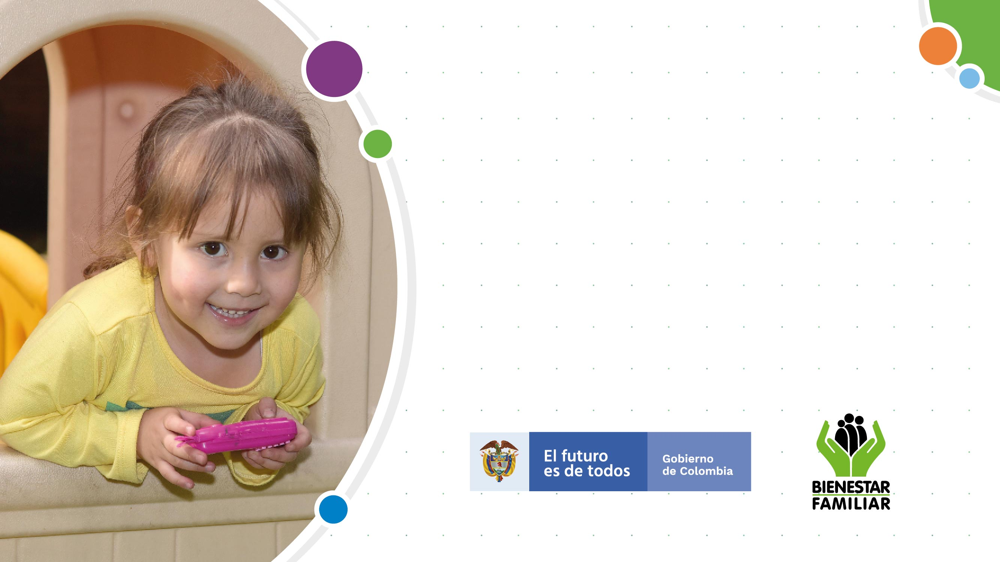 El futuro
es de todos
Gobierno
de Colombia
BIENESTAR
FAMILIAR